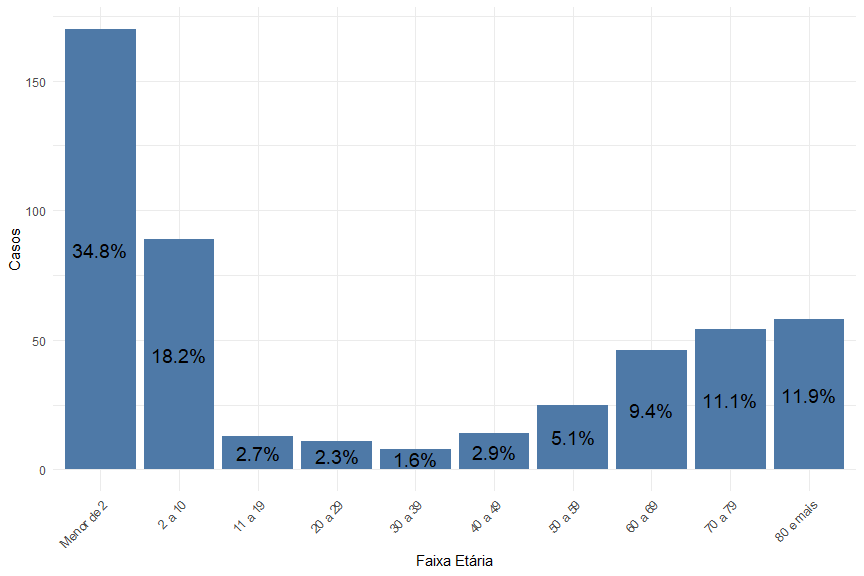 150
100
50
0
Casos
34.8%
18.2%
2.7%
2.3%
1.6%
2.9%
5.1%
9.4%
11.1%
11.9%
Menor de 2
2 a 10
11 a 19
20 a 29
30 a 39
40 a 49
50 a 59
60 a 69
70 a 79
80 e mais
Faixa Etária